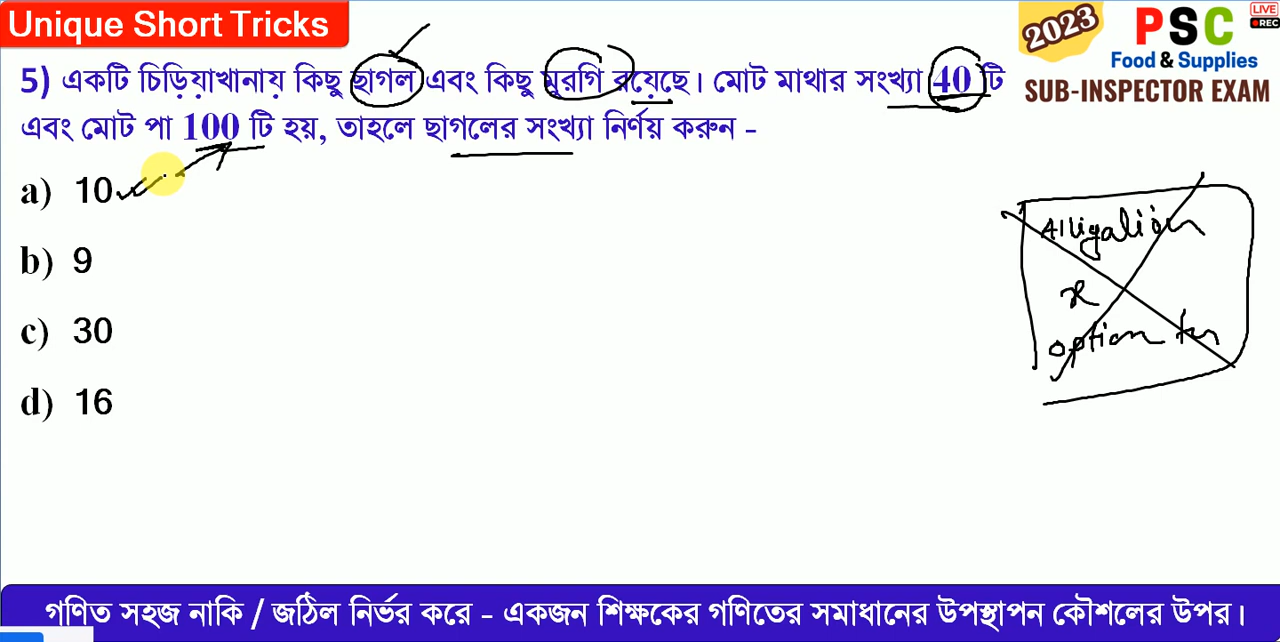 Unique Short Tricks
LIVE
REC
2023 PSC
Food & Supplies
SUB-INSPECTOR EXAM
5) একটি চিড়িয়াখানায় কিছু ছাগল এবং কিছু মুরগি রয়েছে। মোট মাথার সংখ্যা 40 টি
এবং মোট পা 100 টি হয়, তাহলে ছাগলের সংখ্যা নির্ণয় করুন -
a) 10
b) 9
c) 30
d) 16
Alligation
x
option
গণিত সহজ নাকি / জঠিল নির্ভর করে - একজন শিক্ষকের গণিতের সমাধানের উপস্থাপন কৌশলের উপর।